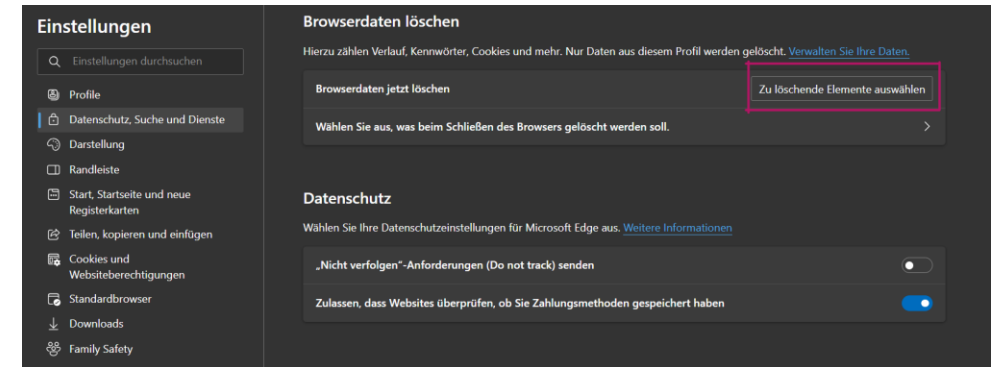 Einstellungen
Einstellungen durchsuchen
Profile
Datenschutz, Suche und Dienste
Darstellung
Randleiste
Start, Startseite und neue
Registerkarten
Teilen, kopieren und einfügen
Cookies und
Websiteberechtigungen
Standardbrowser
Downloads
Family Safety
Browserdaten löschen
Hierzu zählen Verlauf, Kennwörter, Cookies und mehr. Nur Daten aus diesem Profil werden gelöscht. Verwalten Sie Ihre Daten.
Browserdaten jetzt löschen
Zu löschende Elemente auswählen
Wählen Sie aus, was beim Schließen des Browsers gelöscht werden soll.
Datenschutz
Wählen Sie Ihre Datenschutzeinstellungen für Microsoft Edge aus. Weitere Informationen
„Nicht verfolgen"-Anforderungen (Do not track) senden
Zulassen, dass Websites überprüfen, ob Sie Zahlungsmethoden gespeichert haben